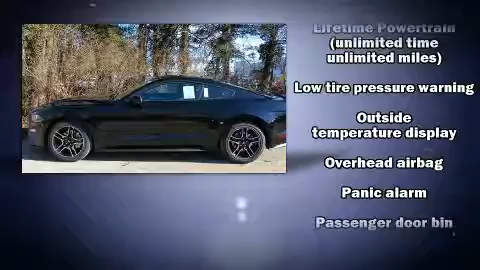 Lifetime Powertrain
(unlimited time
unlimited miles)
Low tire pressure warning
Outside
temperature display
Overhead airbag
Panic alarm
Passenger door bin